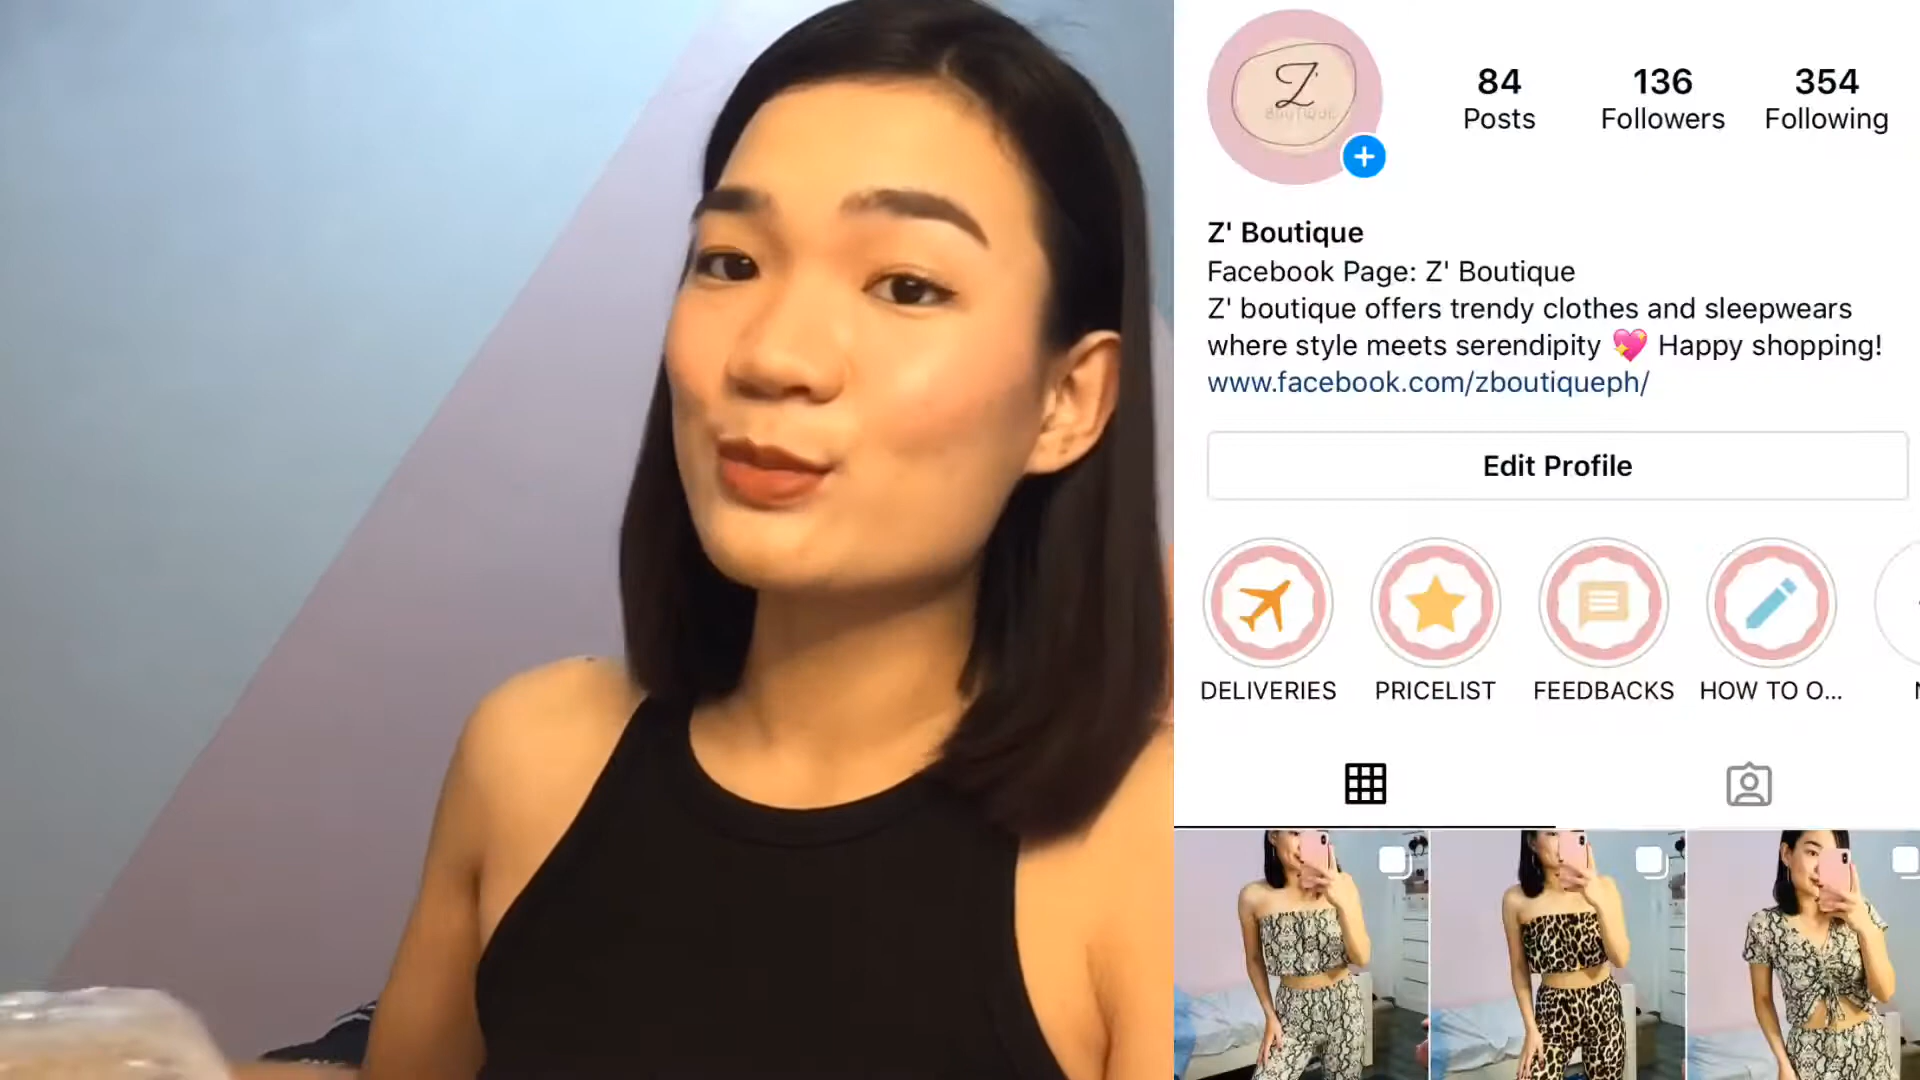 Z'
BOUTIQUE
84
Posts
136
Followers
354
Following
Z' Boutique
Facebook Page: Z' Boutique
Z' boutique offers trendy clothes and sleepwears
where style meets serendipity 💖 Happy shopping!
www.facebook.com/zboutiqueph/
Edit Profile
DELIVERIES
PRICELIST
FEEDBACKS
HOW TO O...